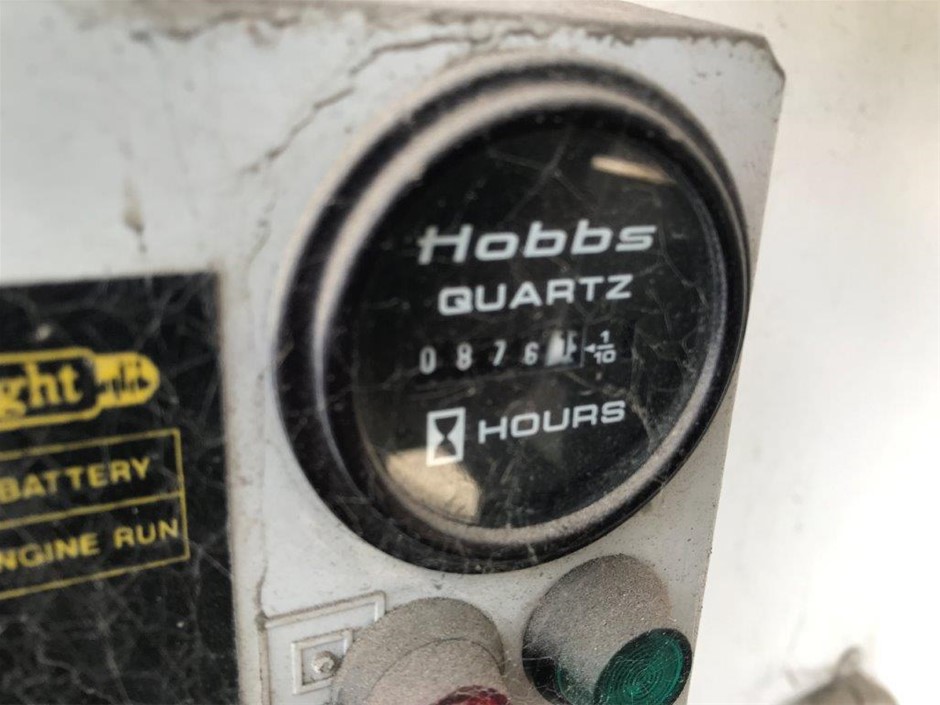 Hobbs
QUARTZ
0876
1/10
HOURS
ght
BATTERY
NGINE RUN